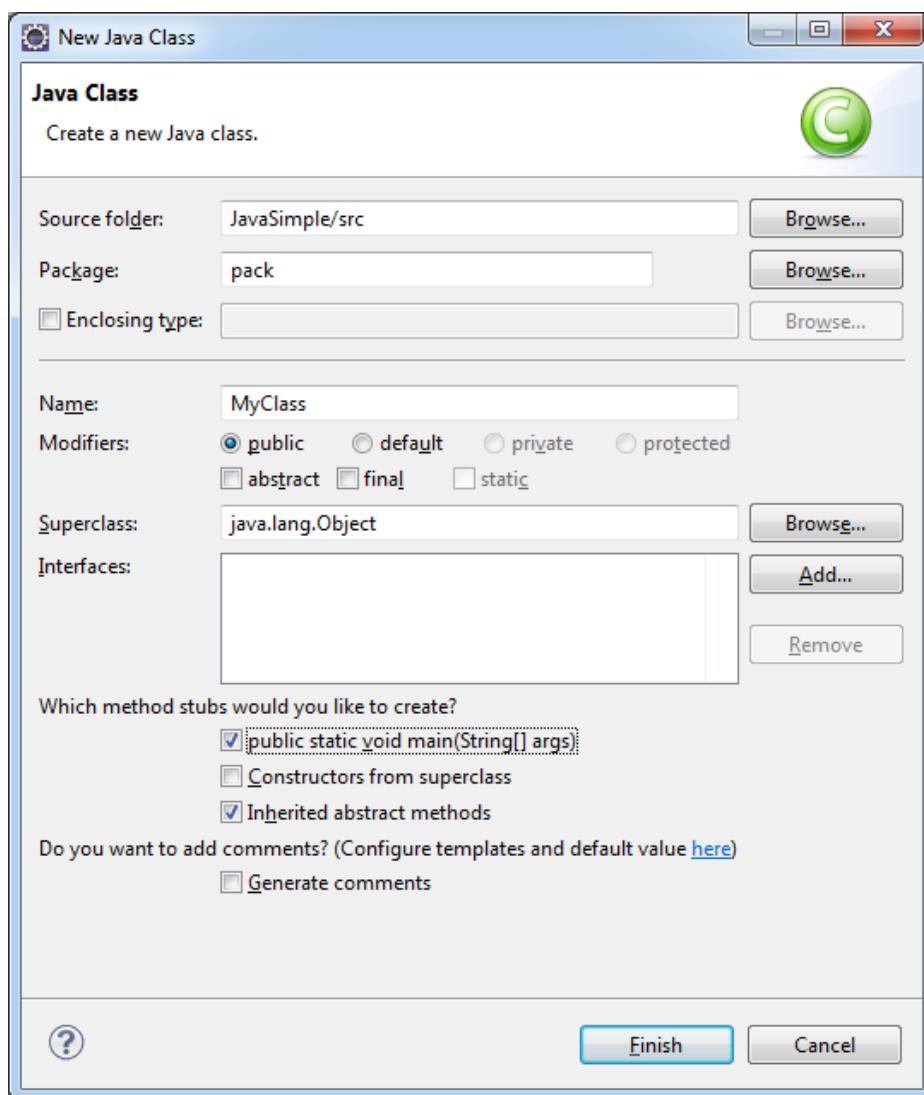 New Java Class
Java Class
Create a new Java class.
C
Source folder: JavaSimple/src Browse...
Package: pack Browse...
Enclosing type: Browse...
Name: MyClass
Modifiers: public default private protected
abstract final static
Superclass: java.lang.Object Browse...
Interfaces: Add...
Remove
Which method stubs would you like to create?
public static void main(String[] args)
Constructors from superclass
Inherited abstract methods
Do you want to add comments? (Configure templates and default value here)
Generate comments
? Finish Cancel